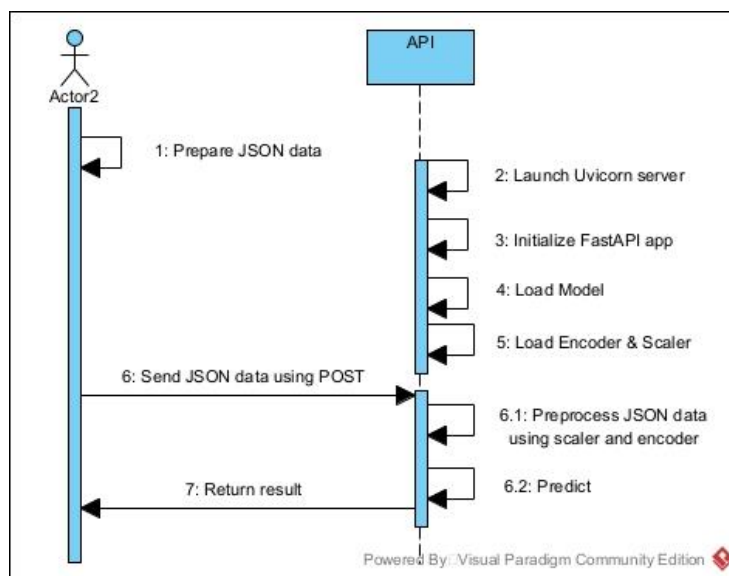 API
Actor2
1: Prepare JSON data
2: Launch Uvicorn server
3: Initialize FastAPI app
4: Load Model
5: Load Encoder & Scaler
6: Send JSON data using POST
6.1: Preprocess JSON data
using scaler and encoder
7: Return result
6.2: Predict
Powered By: Visual Paradigm Community Edition